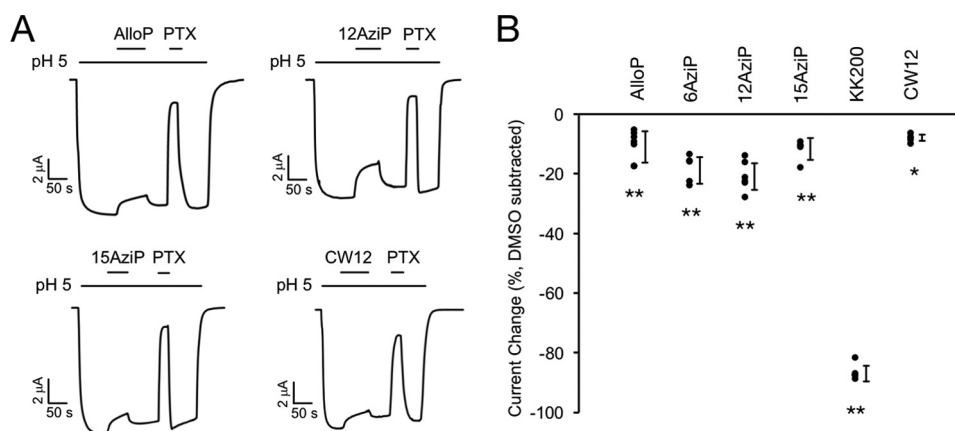 A
AlloP PTX
pH 5
2 µA
50 s
12AziP PTX
pH 5
2 µA
50 s
15AziP PTX
pH 5
2 µA
50 s
CW12 PTX
pH 5
2 µA
50 s
B
AlloP
6AziP
12AziP
15AziP
KK200
CW12
Current Change (%, DMSO subtracted)
0
-20
-40
-60
-80
-100
**
**
**
**
**
*